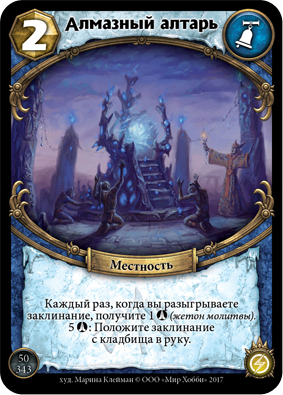 2
Алмазный алтарь
Местность
Каждый раз, когда вы разыгрываете
заклинание, получите 1 (жетон молитвы).
5 : Положите заклинание
с кладбища в руку.
50
343
худ. Марина Клейман © ООО «Мир Хобби» 2017